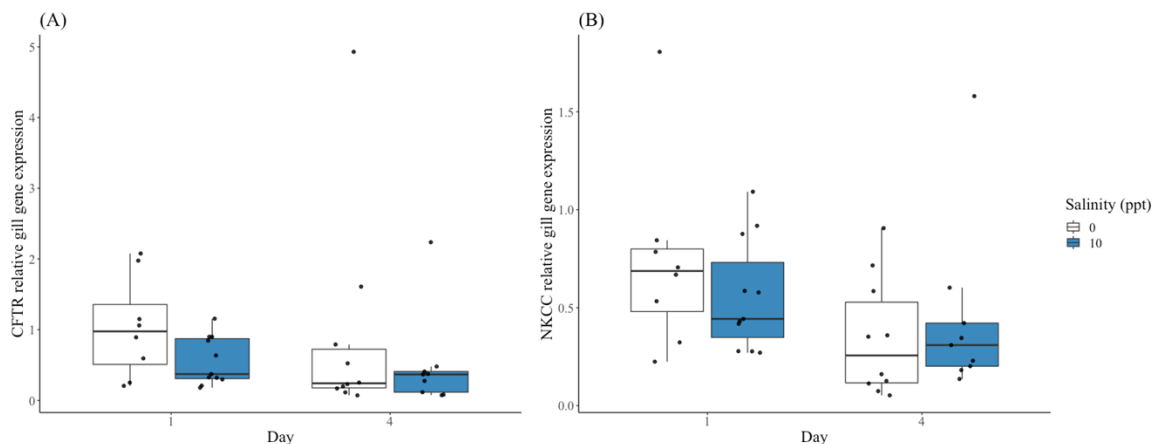 (A)
CFTR relative gill gene expression
5
4
3
2
1
0
1
4
Day
(B)
NKCC relative gill gene expression
1.5
1.0
0.5
0.0
1
4
Day
Salinity (ppt)
0
10